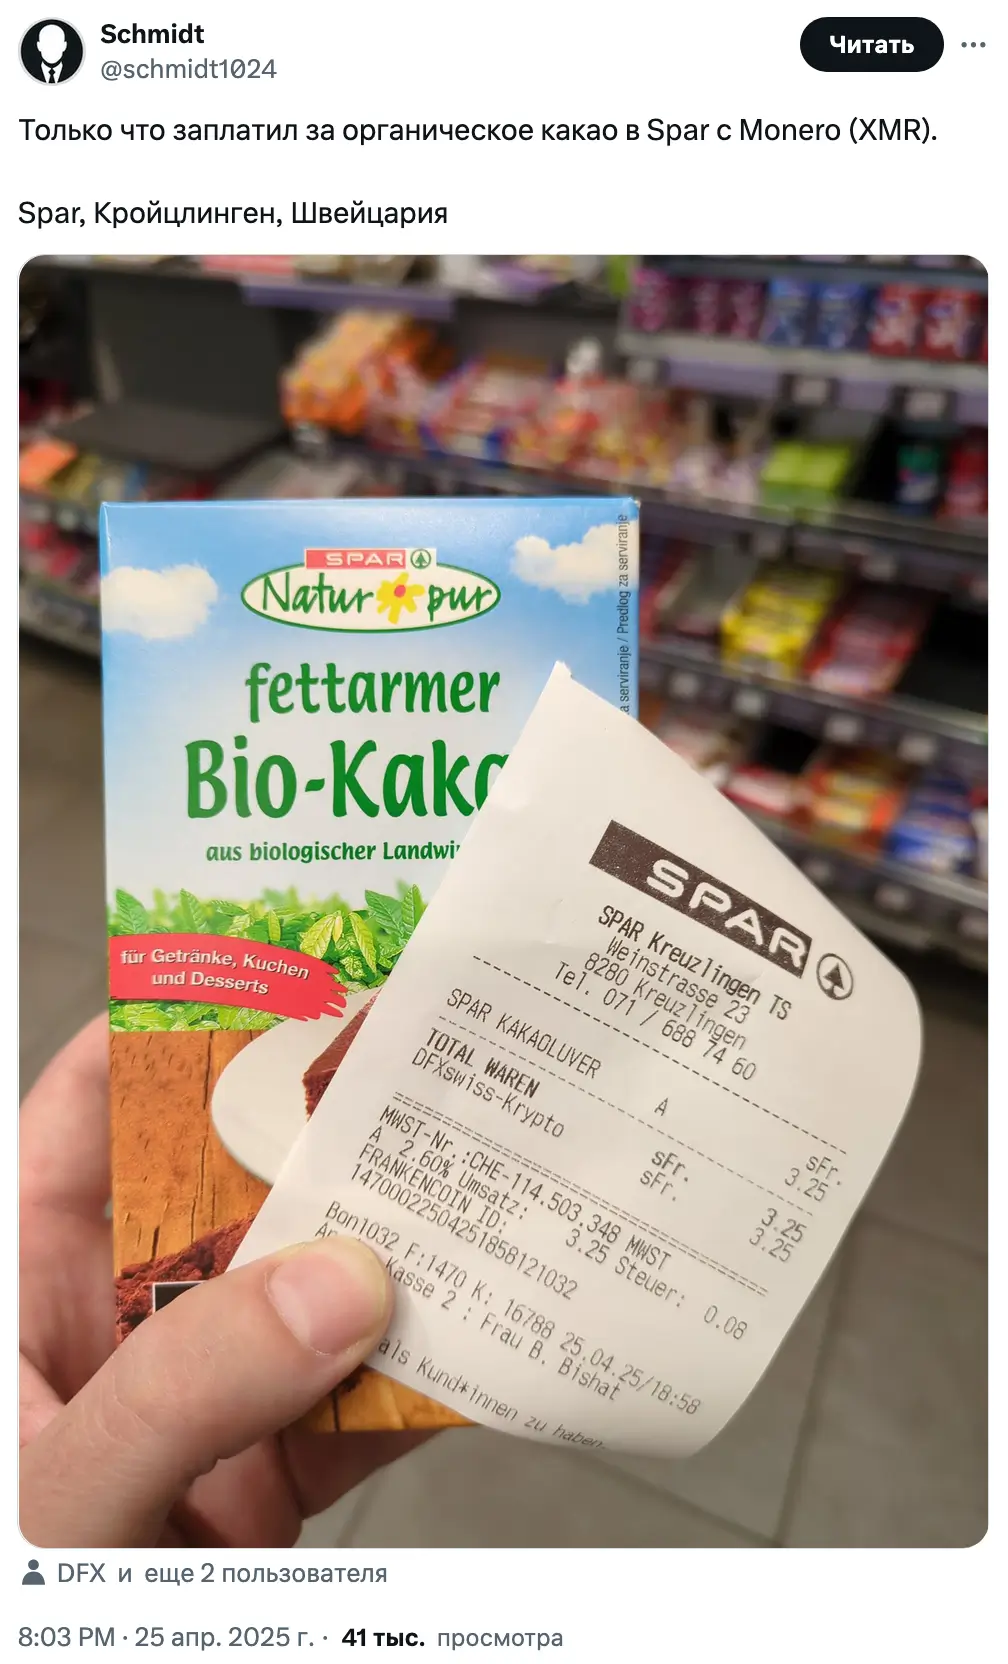 Schmidt
@schmidt1024
Читать
Только что заплатил за органическое какао в Spar с Monero (XMR).
Spar, Кройцлинген, Швейцария
SPAR
Natur pur
fettarmer
Bio-Kaka
aus biologischer Landwi
für Getränke, Kuchen
und Desserts
a serviranje / Predlog za serviranje
SPAR
SPAR Kreuzlingen TS
Weinstrasse 23
8280 Kreuzlingen
Tel. 071 / 688 74 60
sFr.
SPAR KAKAOLUVER A 3.25
TOTAL WAREN sFr. 3.25
DFXswiss-Krypto sFr. 3.25
MWST-Nr.:CHE-114.503.348 MWST
A 2.60% Umsatz: 3.25 Steuer: 0.08
FRANKENCOIN ID:
14700022504251858121032
Bon1032 F:1470 K: 16788 25.04.25/18:58
Kasse 2 : Frau B. Bishat
als Kund*innen zu haben.
DFX и еще 2 пользователя
8:03 PM · 25 апр. 2025 г. · 41 тыс. просмотра